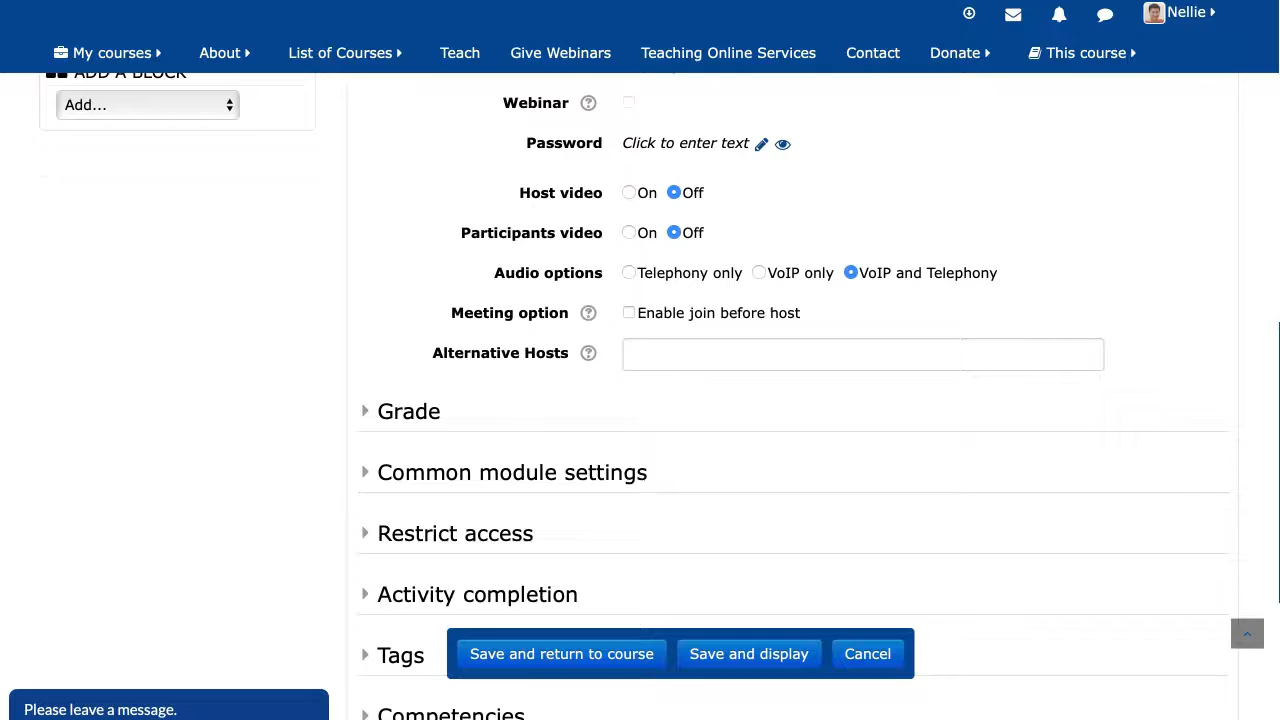 Nellie
My courses About List of Courses Teach Give Webinars Teaching Online Services Contact Donate This course
ADD A BLOCK
Add...
Webinar
Password Click to enter text
Host video On Off
Participants video On Off
Audio options Telephony only VoIP only VoIP and Telephony
Meeting option Enable join before host
Alternative Hosts
Grade
Common module settings
Restrict access
Activity completion
Tags
Save and return to course Save and display Cancel
Competencies
Please leave a message.